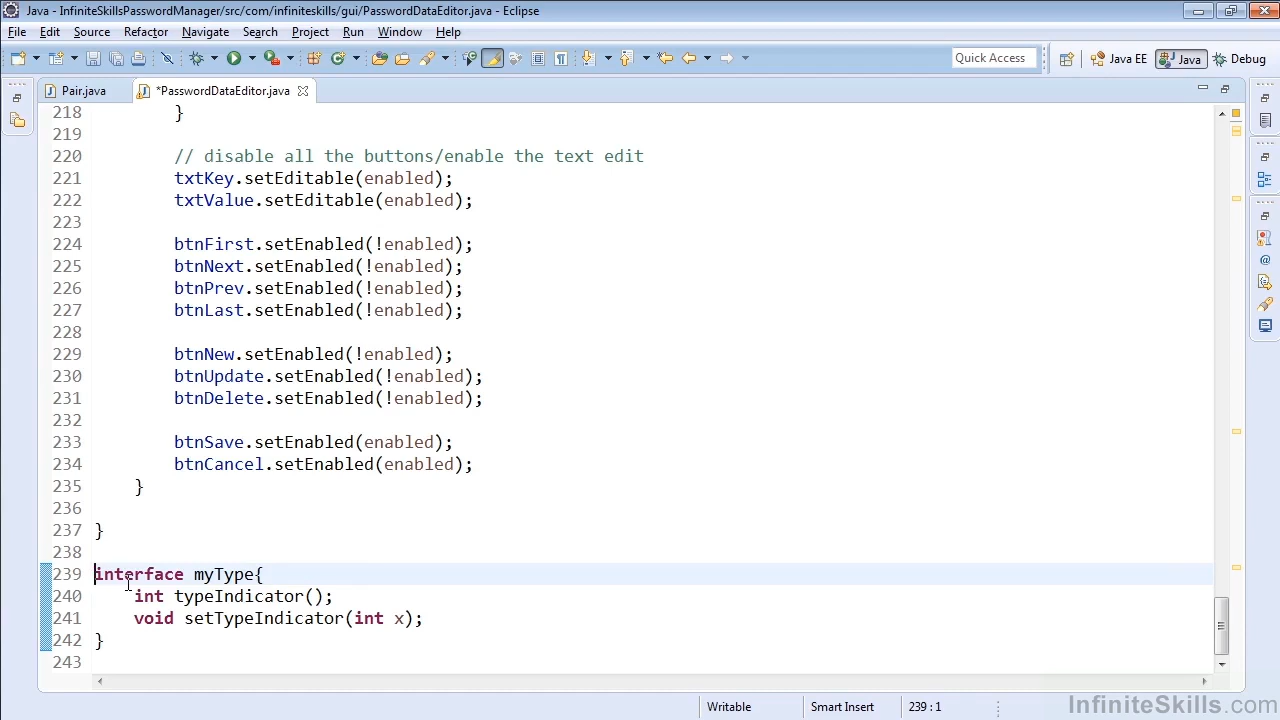 Java - InfiniteSkillsPasswordManager/src/com/infiniteskills/gui/PasswordDataEditor.java - Eclipse
File Edit Source Refactor Navigate Search Project Run Window Help
Quick Access Java EE Java Debug
Pair.java *PasswordDataEditor.java
218 }
219
220 // disable all the buttons/enable the text edit
221 txtKey.setEditable(enabled);
222 txtValue.setEditable(enabled);
223
224 btnFirst.setEnabled(!enabled);
225 btnNext.setEnabled(!enabled);
226 btnPrev.setEnabled(!enabled);
227 btnLast.setEnabled(!enabled);
228
229 btnNew.setEnabled(!enabled);
230 btnUpdate.setEnabled(!enabled);
231 btnDelete.setEnabled(!enabled);
232
233 btnSave.setEnabled(enabled);
234 btnCancel.setEnabled(enabled);
235 }
236
237 }
238
239 interface myType{
240 int typeIndicator();
241 void setTypeIndicator(int x);
242 }
243
Writable Smart Insert 239 : 1
InfiniteSkills.com